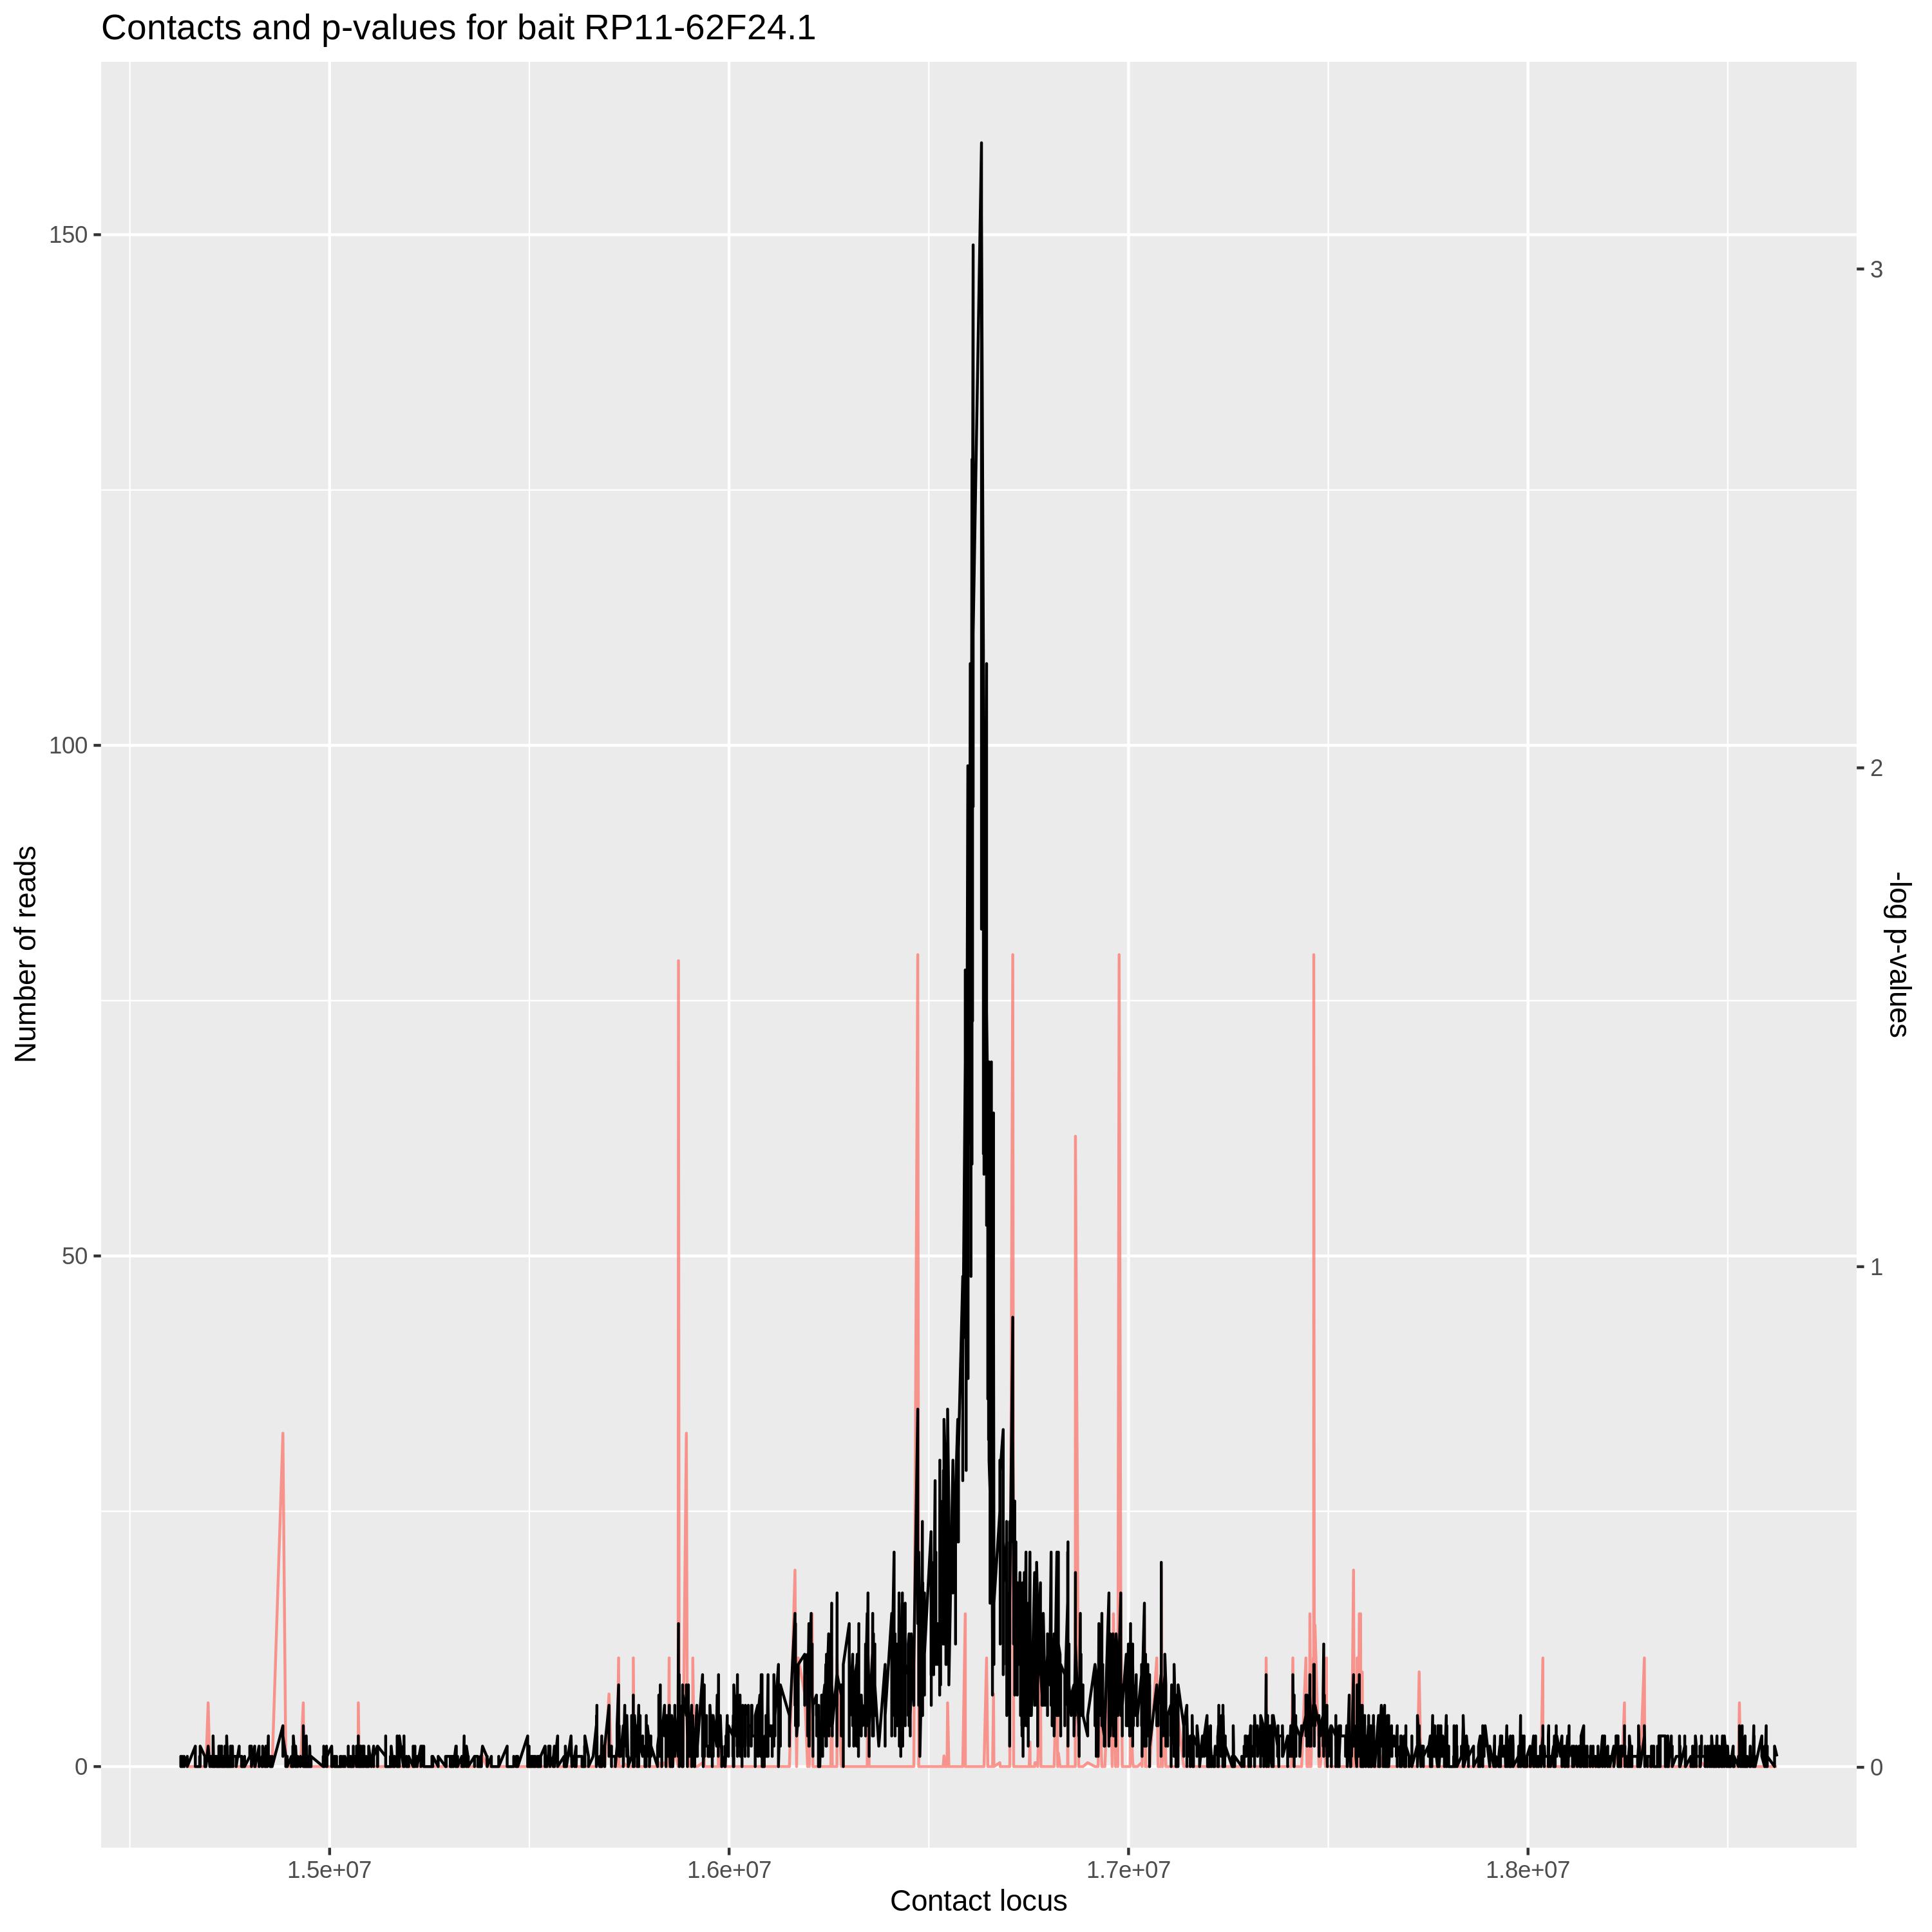 Contacts and p-values for bait RP11-62F24.1
150
100
50
0
3
2
1
0
Number of reads
-log p-values
1.5e+07
1.6e+07
1.7e+07
1.8e+07
Contact locus